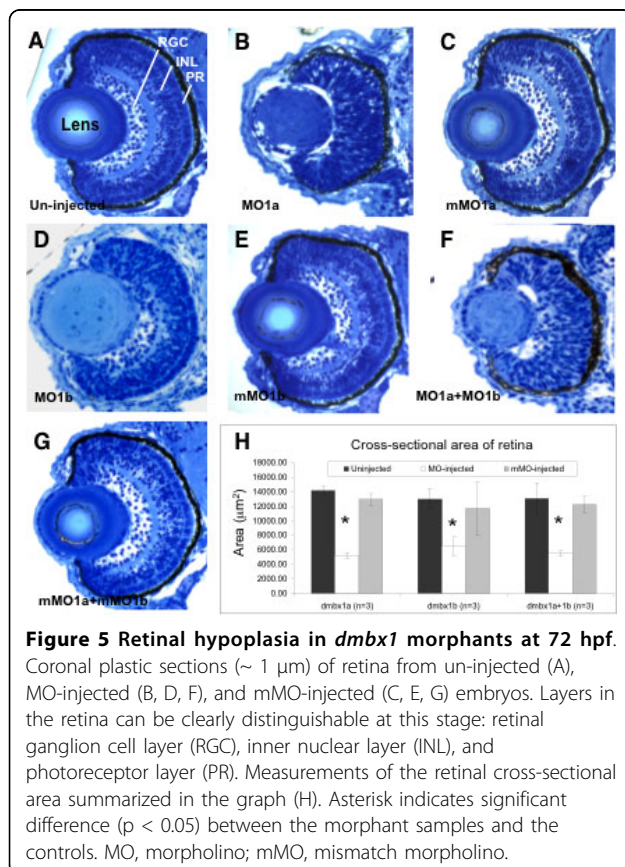 A
RGC
INL
PR
Lens
Un-injected
B
MO1a
C
mMO1a
D
MO1b
E
mMO1b
F
MO1a+MO1b
G
mMO1a+mMO1b
H
Cross-sectional area of retina
Uninjected MO-injected mMO-injected
Area (µm²)
18000.00
16000.00
14000.00
12000.00
10000.00
8000.00
6000.00
4000.00
2000.00
0.00
* * *
dmbx1a (n=3) dmbx1b (n=3) dmbx1a+1b (n=3)
Figure 5 Retinal hypoplasia in dmbx1 morphants at 72 hpf.
Coronal plastic sections (~ 1 μm) of retina from un-injected (A),
MO-injected (B, D, F), and mMO-injected (C, E, G) embryos. Layers in
the retina can be clearly distinguishable at this stage: retinal
ganglion cell layer (RGC), inner nuclear layer (INL), and
photoreceptor layer (PR). Measurements of the retinal cross-sectional
area summarized in the graph (H). Asterisk indicates significant
difference (p < 0.05) between the morphant samples and the
controls. MO, morpholino; mMO, mismatch morpholino.